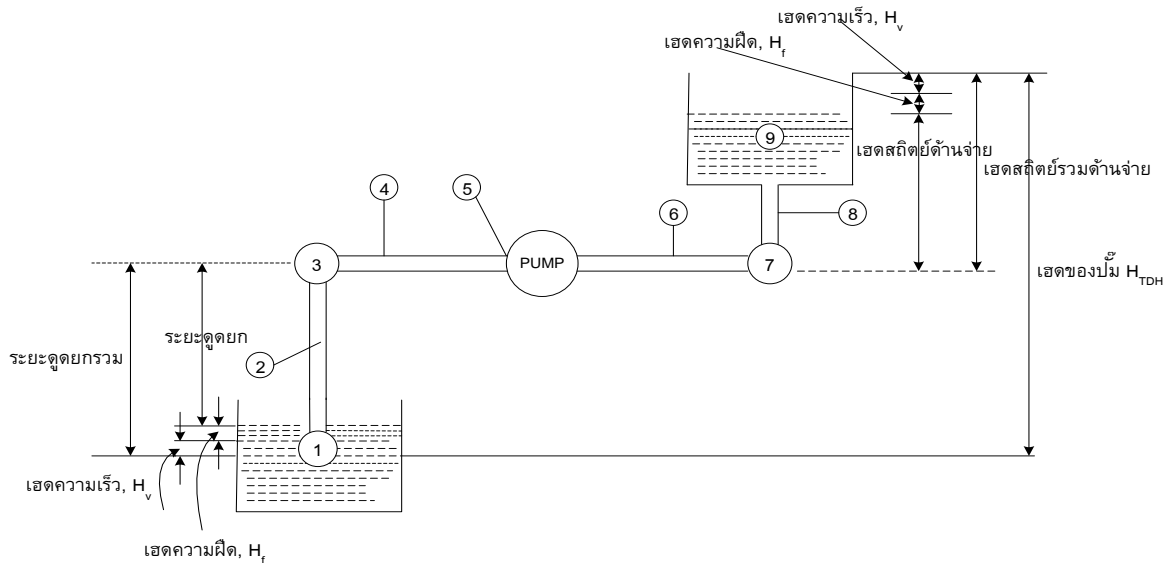 เฮดความเร็ว, Hv
เฮดความฝืด, Hf
9
เฮดสถิตย์ด้านจ่าย
เฮดสถิตย์รวมด้านจ่าย
4
5
6
8
3
PUMP
7
เฮดของปั๊ม HTDH
ระยะดูดยก
ระยะดูดยกรวม
2
1
เฮดความเร็ว, Hv
เฮดความฝืด, Hf